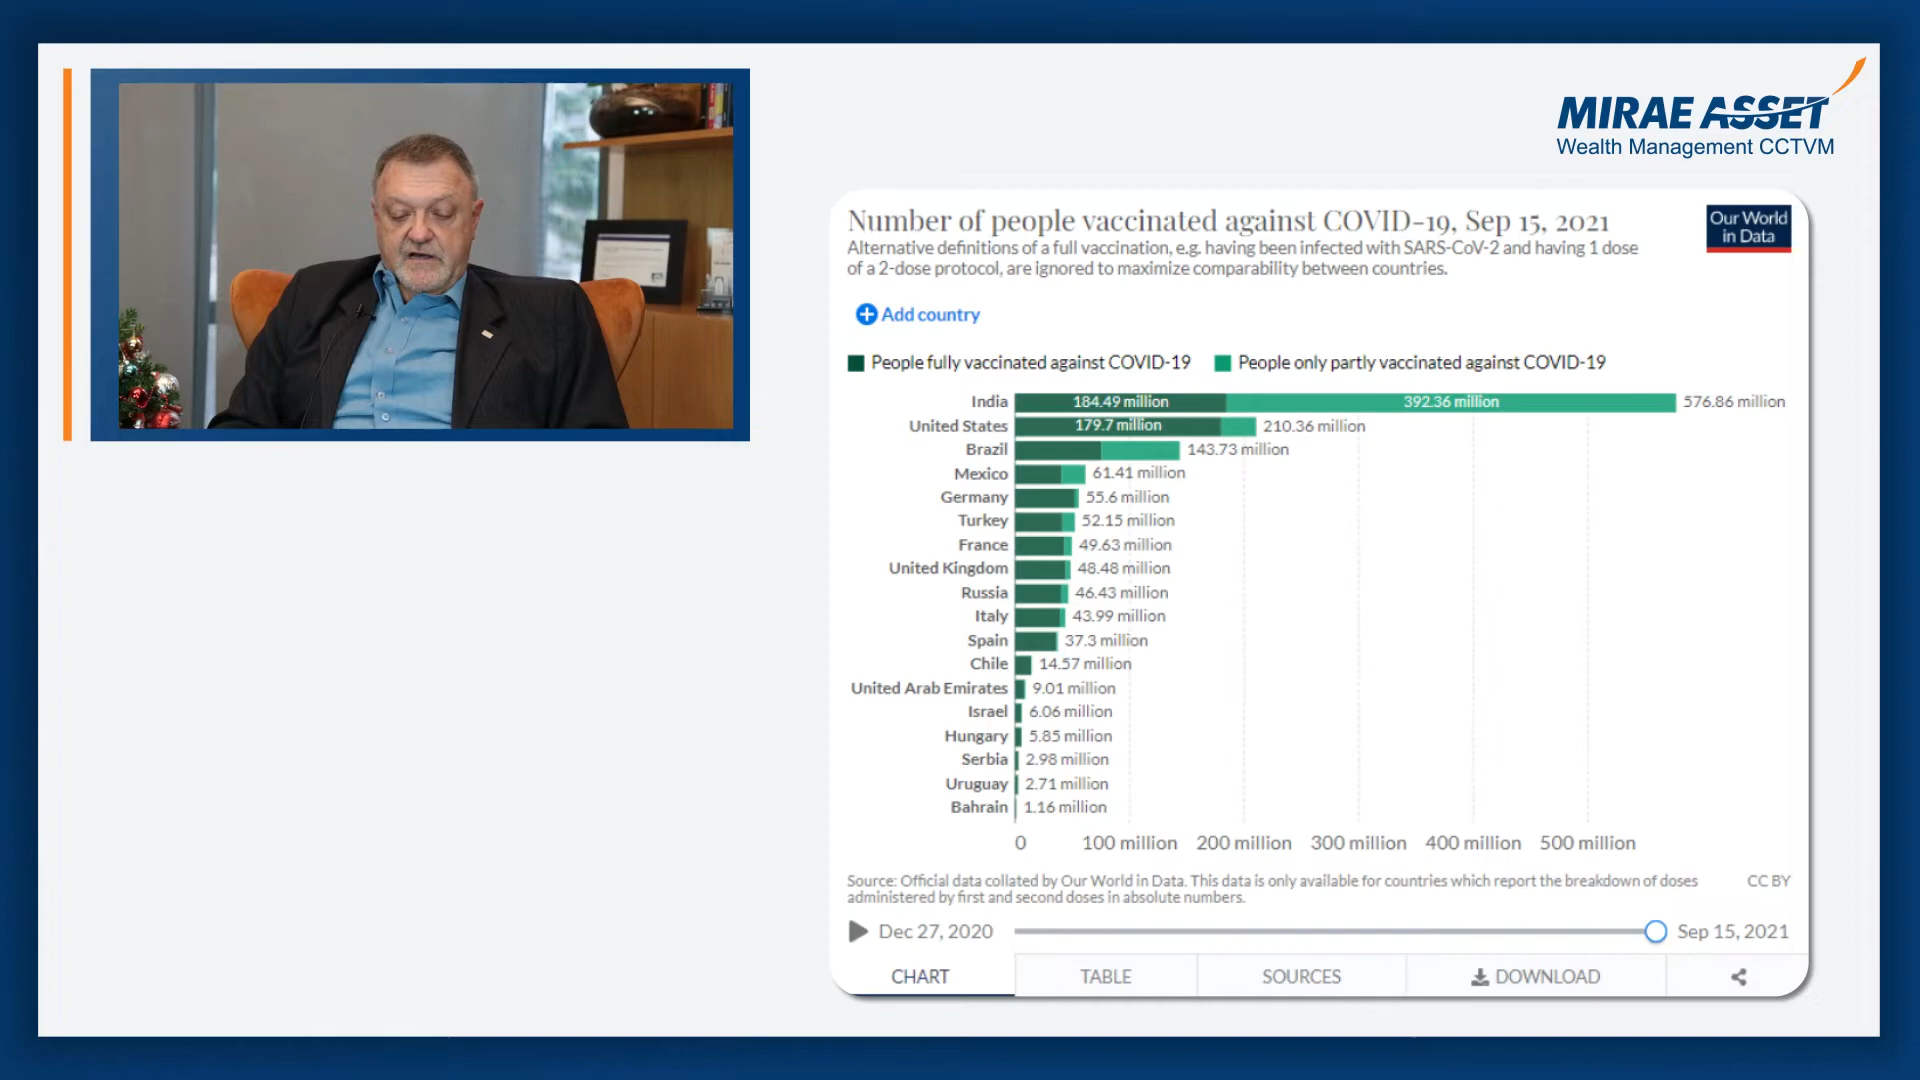 MIRAE ASSET
Wealth Management CCTVM
Number of people vaccinated against COVID-19, Sep 15, 2021
Our World
in Data
Alternative definitions of a full vaccination, e.g. having been infected with SARS-CoV-2 and having 1 dose
of a 2-dose protocol, are ignored to maximize comparability between countries.
Add country
People fully vaccinated against COVID-19 People only partly vaccinated against COVID-19
India 184.49 million 392.36 million 576.86 million
United States 179.7 million 210.36 million
Brazil 143.73 million
Mexico 61.41 million
Germany 55.6 million
Turkey 52.15 million
France 49.63 million
United Kingdom 48.48 million
Russia 46.43 million
Italy 43.99 million
Spain 37.3 million
Chile 14.57 million
United Arab Emirates 9.01 million
Israel 6.06 million
Hungary 5.85 million
Serbia 2.98 million
Uruguay 2.71 million
Bahrain 1.16 million
0 100 million 200 million 300 million 400 million 500 million
Source: Official data collated by Our World in Data. This data is only available for countries which report the breakdown of doses
administered by first and second doses in absolute numbers.
CC BY
Dec 27, 2020 Sep 15, 2021
CHART TABLE SOURCES DOWNLOAD